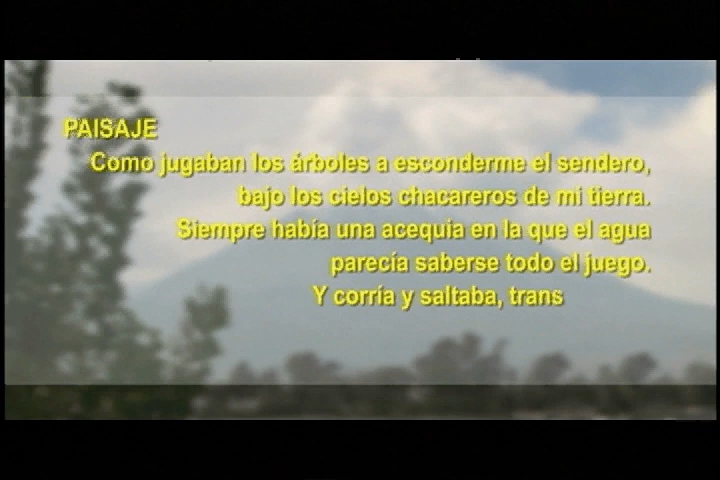 PAISAJE
Como jugaban los árboles a esconderme el sendero,
bajo los cielos chacareros de mi tierra.
Siempre había una acequia en la que el agua
parecía saberse todo el juego.
Y corría y saltaba, trans